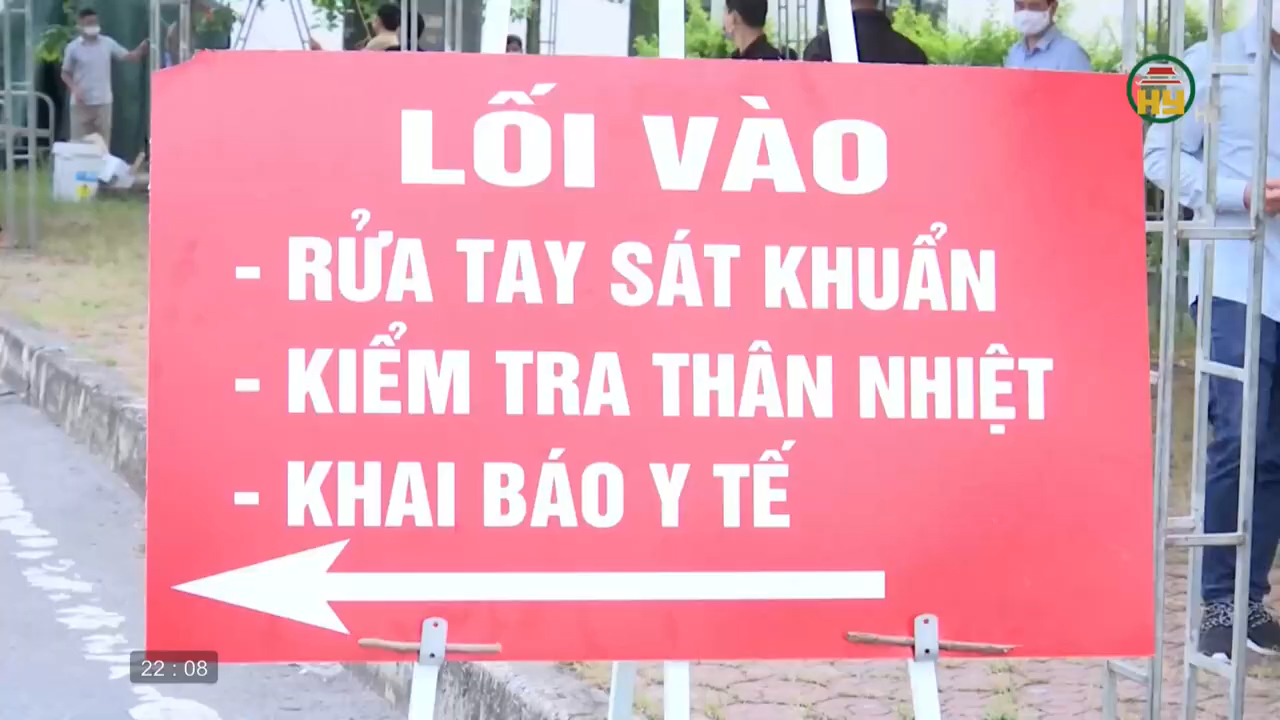 LỐI VÀO
- RỬA TAY SÁT KHUẨN
- KIỂM TRA THÂN NHIỆT
- KHAI BÁO Y TẾ
22 : 08
HY